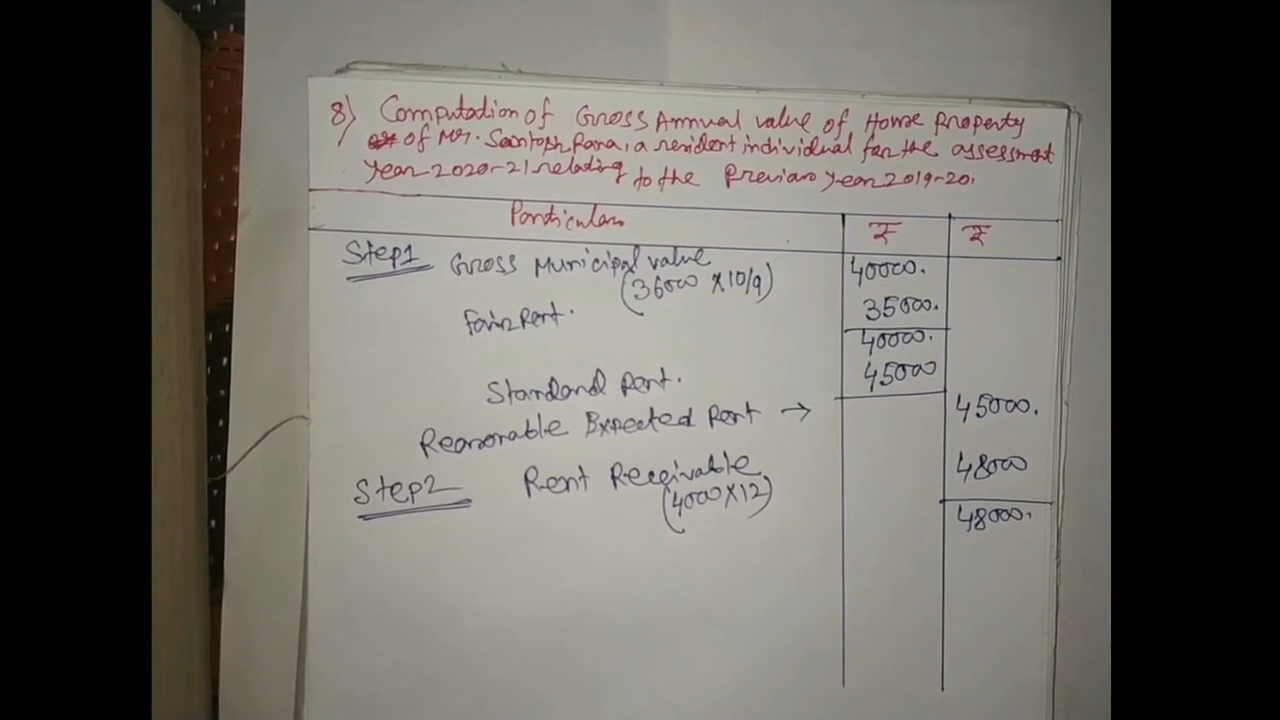 8) Computation of Gross Annual value of House Property
of Mr. Santosh Rana, a resident individual for the assessment
Year 2020-21 relating to the Previous Year 2019-20.
Particulars ₹ ₹
Step1 Gross Municipal value 40000.
(36000 x 10/9)
Fair Rent. 35000.
40000.
Standard Rent. 45000
Reasonable Expected Rent → 45000.
Step2 Rent Receivable 48000
(4000 x 12)
48000.